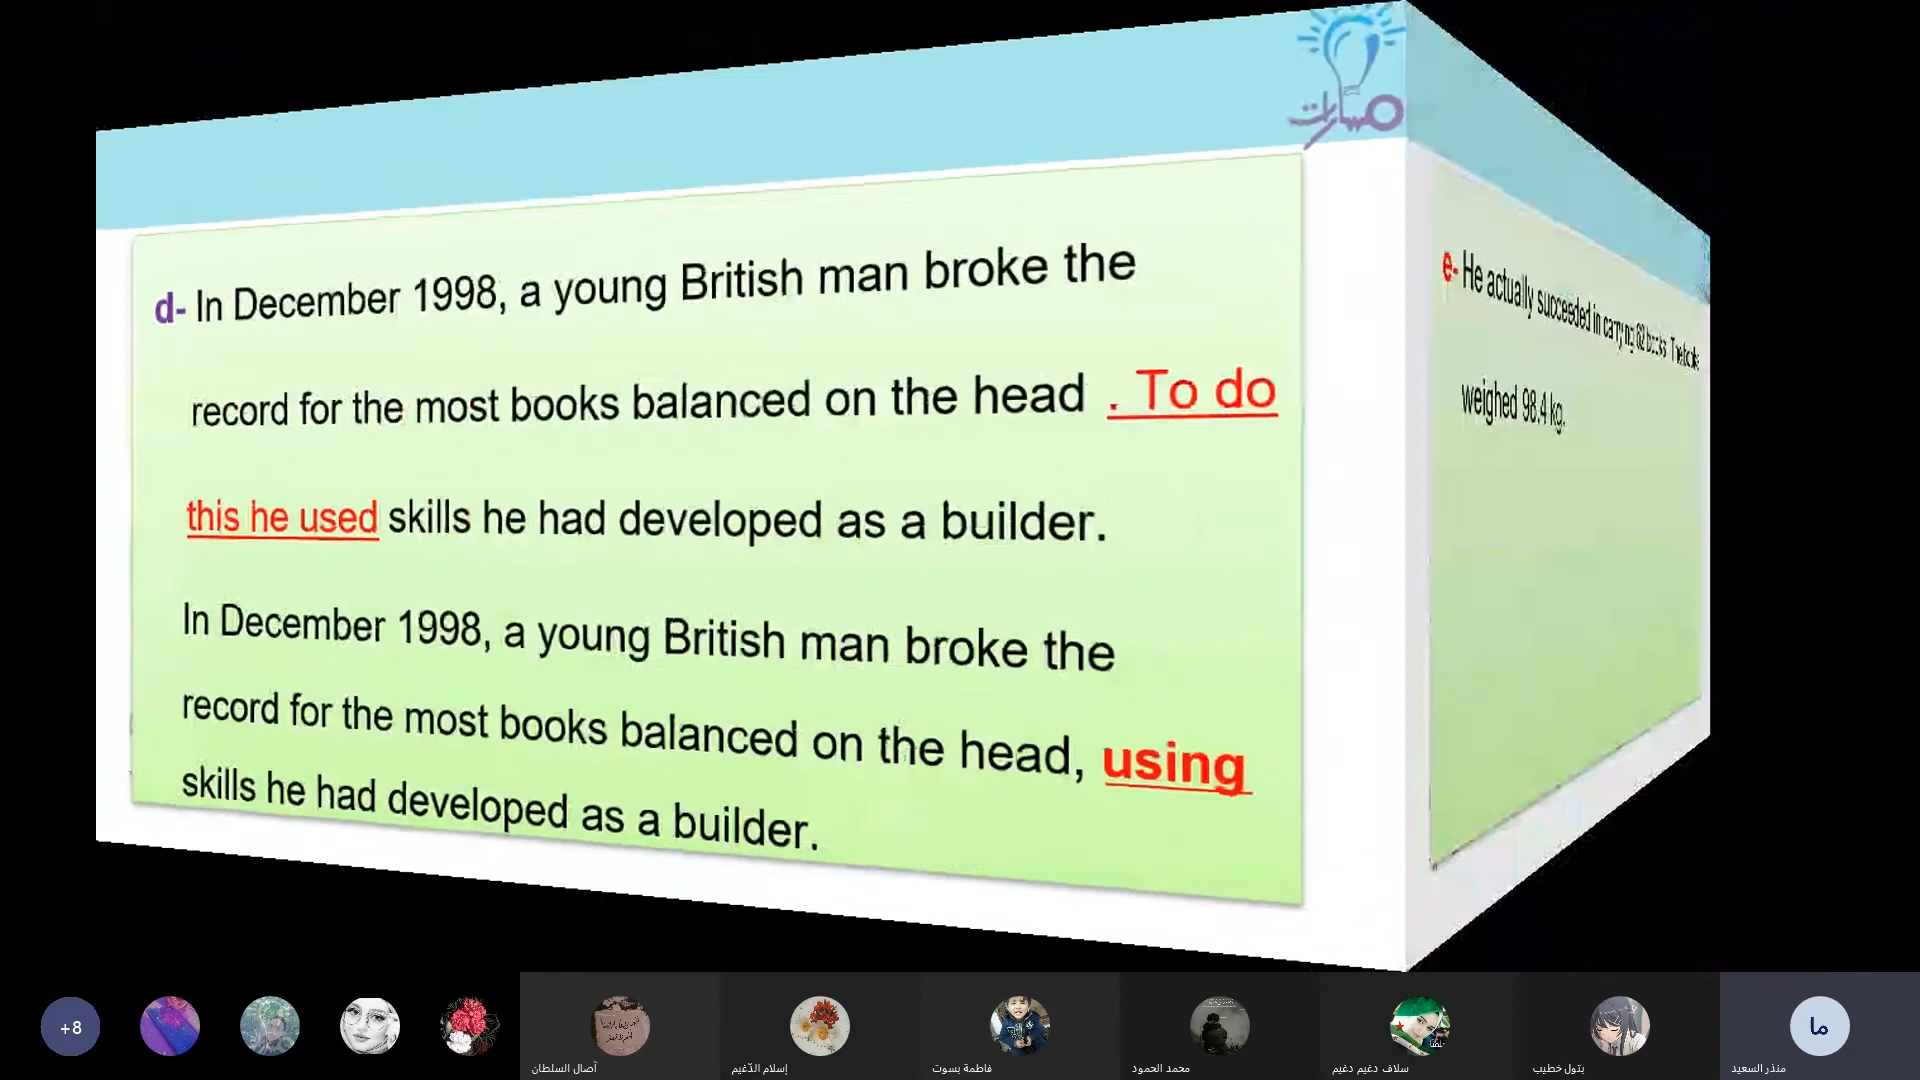 مسارات
d- In December 1998, a young British man broke the
record for the most books balanced on the head . To do
this he used skills he had developed as a builder.
In December 1998, a young British man broke the
record for the most books balanced on the head, using
skills he had developed as a builder.
e- He actually succeeded in carrying 62 books. The books
weighed 98.4 kg.
+8
آصال السلطان
إسلام الدّغيم
فاطمة بسوت
محمد الحمود
سلاف دغيم دغيم
بتول خطيب
ما
منذر السعيد